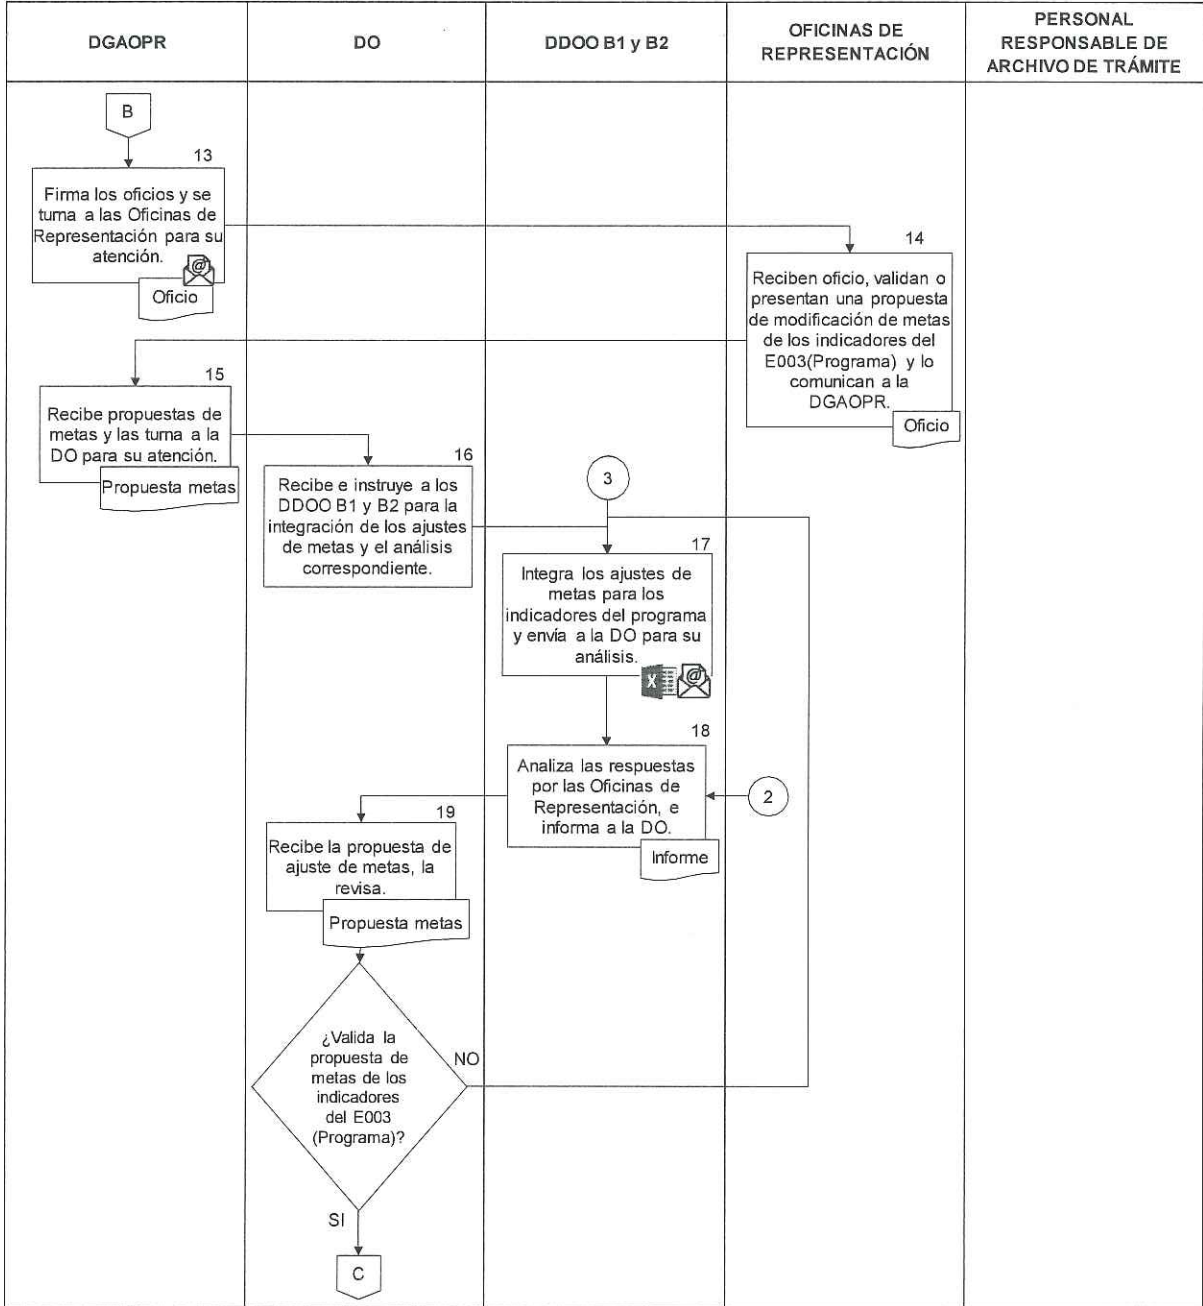 DGAOPR
DO
DDOO B1 y B2
OFICINAS DE
REPRESENTACIÓN
PERSONAL
RESPONSABLE DE
ARCHIVO DE TRÁMITE
B
13
Firma los oficios y se
turna a las Oficinas de
Representación para su
atención.
@
Oficio
14
Reciben oficio, validan o
presentan una propuesta
de modificación de metas
de los indicadores del
E003(Programa) y lo
comunican a la
DGAOPR.
Oficio
15
Recibe propuestas de
metas y las turna a la
DO para su atención.
Propuesta metas
16
Recibe e instruye a los
DDOO B1 y B2 para la
integración de los ajustes
de metas y el análisis
correspondiente.
3
17
Integra los ajustes de
metas para los
indicadores del programa
y envía a la DO para su
análisis.
X
@
18
Analiza las respuestas
por las Oficinas de
Representación, e
informa a la DO.
Informe
2
19
Recibe la propuesta de
ajuste de metas, la
revisa.
Propuesta metas
¿Valida la
propuesta de
metas de los
indicadores
del E003
(Programa)?
NO
SI
C